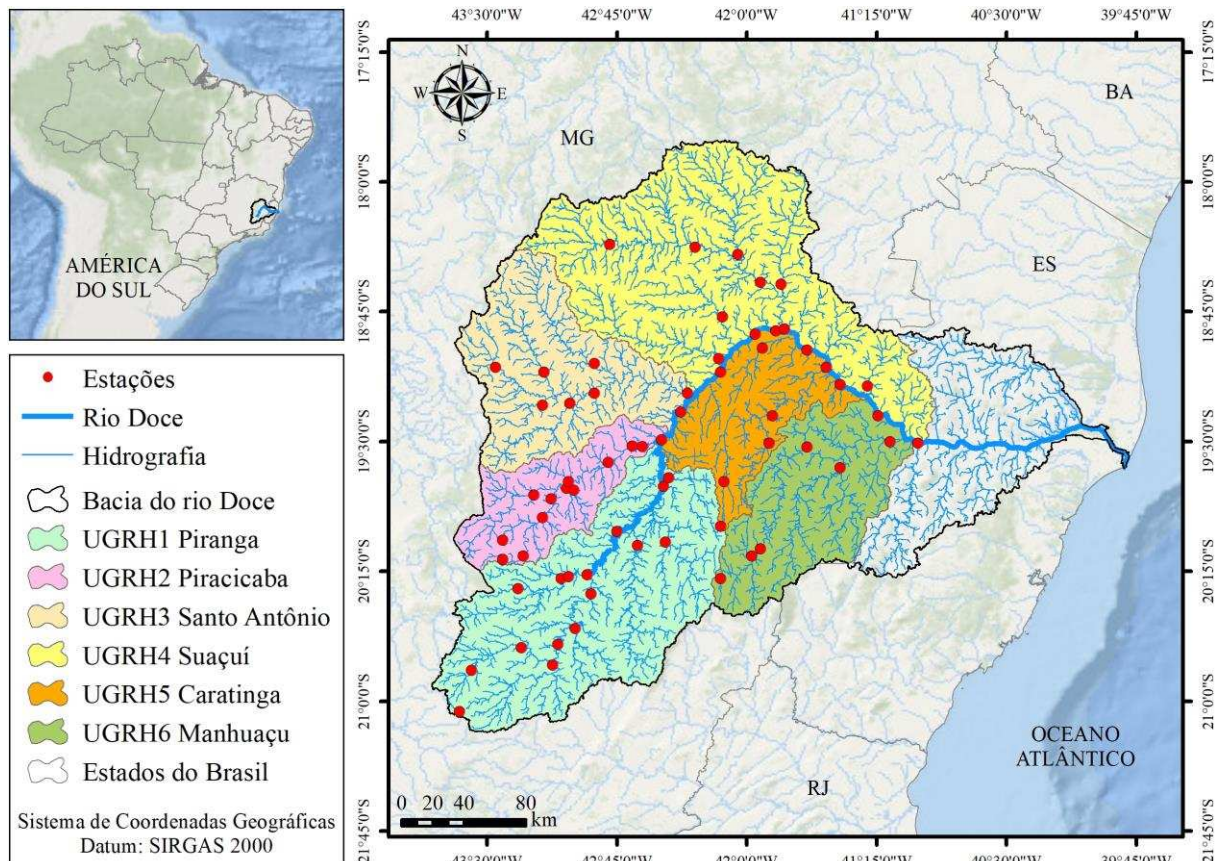 43°30'0"W 42°45'0"W 42°0'0"W 41°15'0"W 40°30'0"W 39°45'0"W
17°15'0"S
18°0'0"S
18°45'0"S
19°30'0"S
20°15'0"S
21°0'0"S
21°45'0"S
AMÉRICA
DO SUL
Estações
Rio Doce
Hidrografia
Bacia do rio Doce
UGRH1 Piranga
UGRH2 Piracicaba
UGRH3 Santo Antônio
UGRH4 Suaçuí
UGRH5 Caratinga
UGRH6 Manhuaçu
Estados do Brasil
Sistema de Coordenadas Geográficas
Datum: SIRGAS 2000
N
W E
S
MG
BA
ES
RJ
OCEANO
ATLÂNTICO
0 20 40 80
km
17°15'0"S
18°0'0"S
18°45'0"S
19°30'0"S
20°15'0"S
21°0'0"S
21°45'0"S
43°30'0"W 42°45'0"W 42°0'0"W 41°15'0"W 40°30'0"W 39°45'0"W